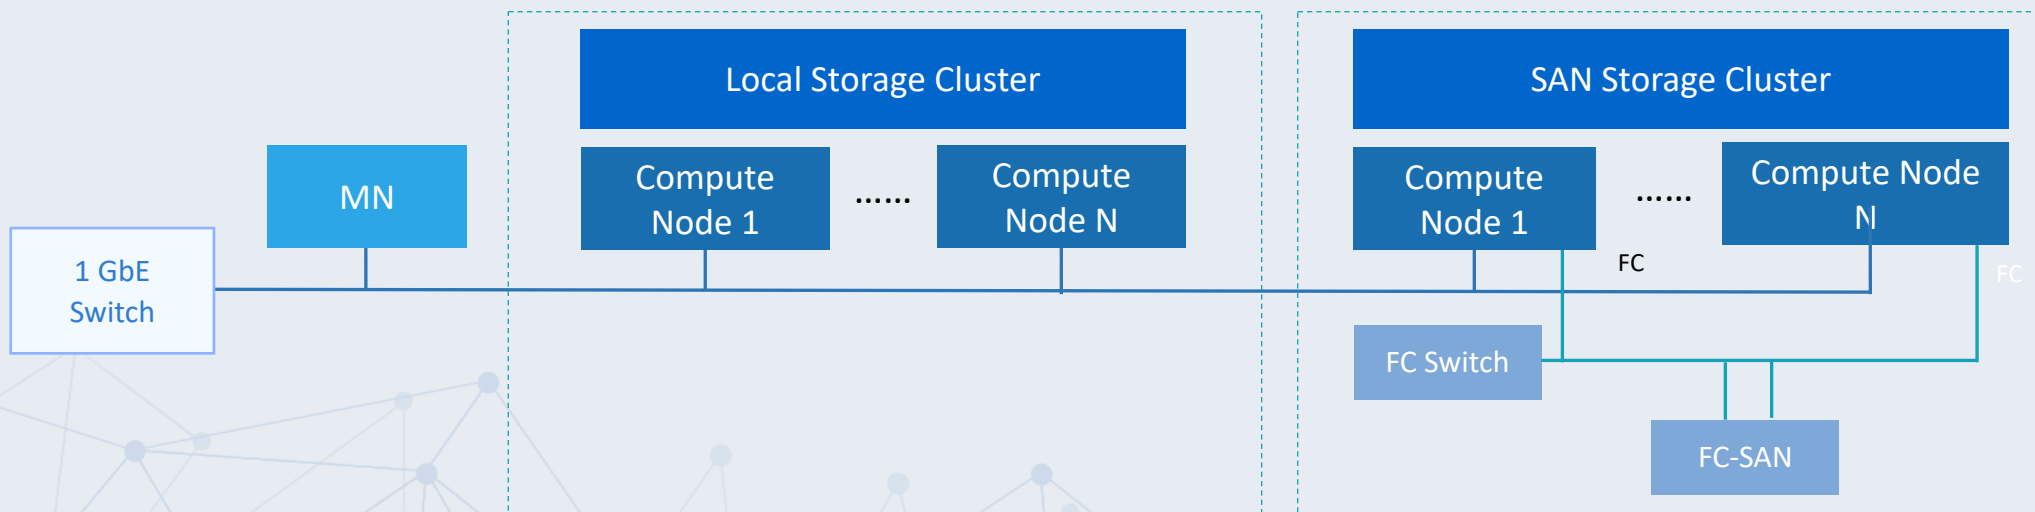 Local Storage Cluster
SAN Storage Cluster
MN
Compute
Node 1
......
Compute
Node N
Compute
Node 1
......
Compute Node
N
1 GbE
Switch
FC
FC
FC Switch
FC-SAN